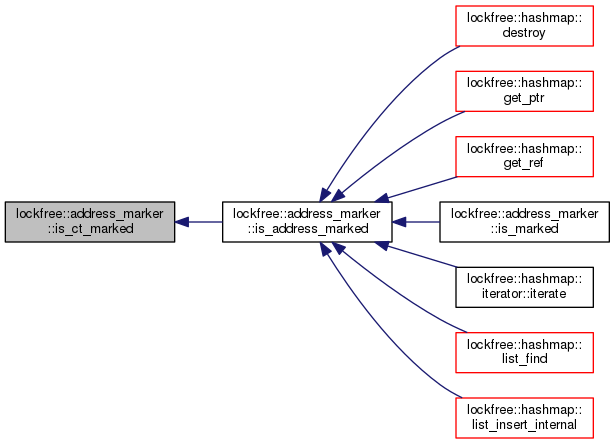 lockfree::address_marker
::is_ct_marked
lockfree::address_marker
::is_address_marked
lockfree::hashmap::
destroy
lockfree::hashmap::
get_ptr
lockfree::hashmap::
get_ref
lockfree::address_marker
::is_marked
lockfree::hashmap::
iterator::iterate
lockfree::hashmap::
list_find
lockfree::hashmap::
list_insert_internal